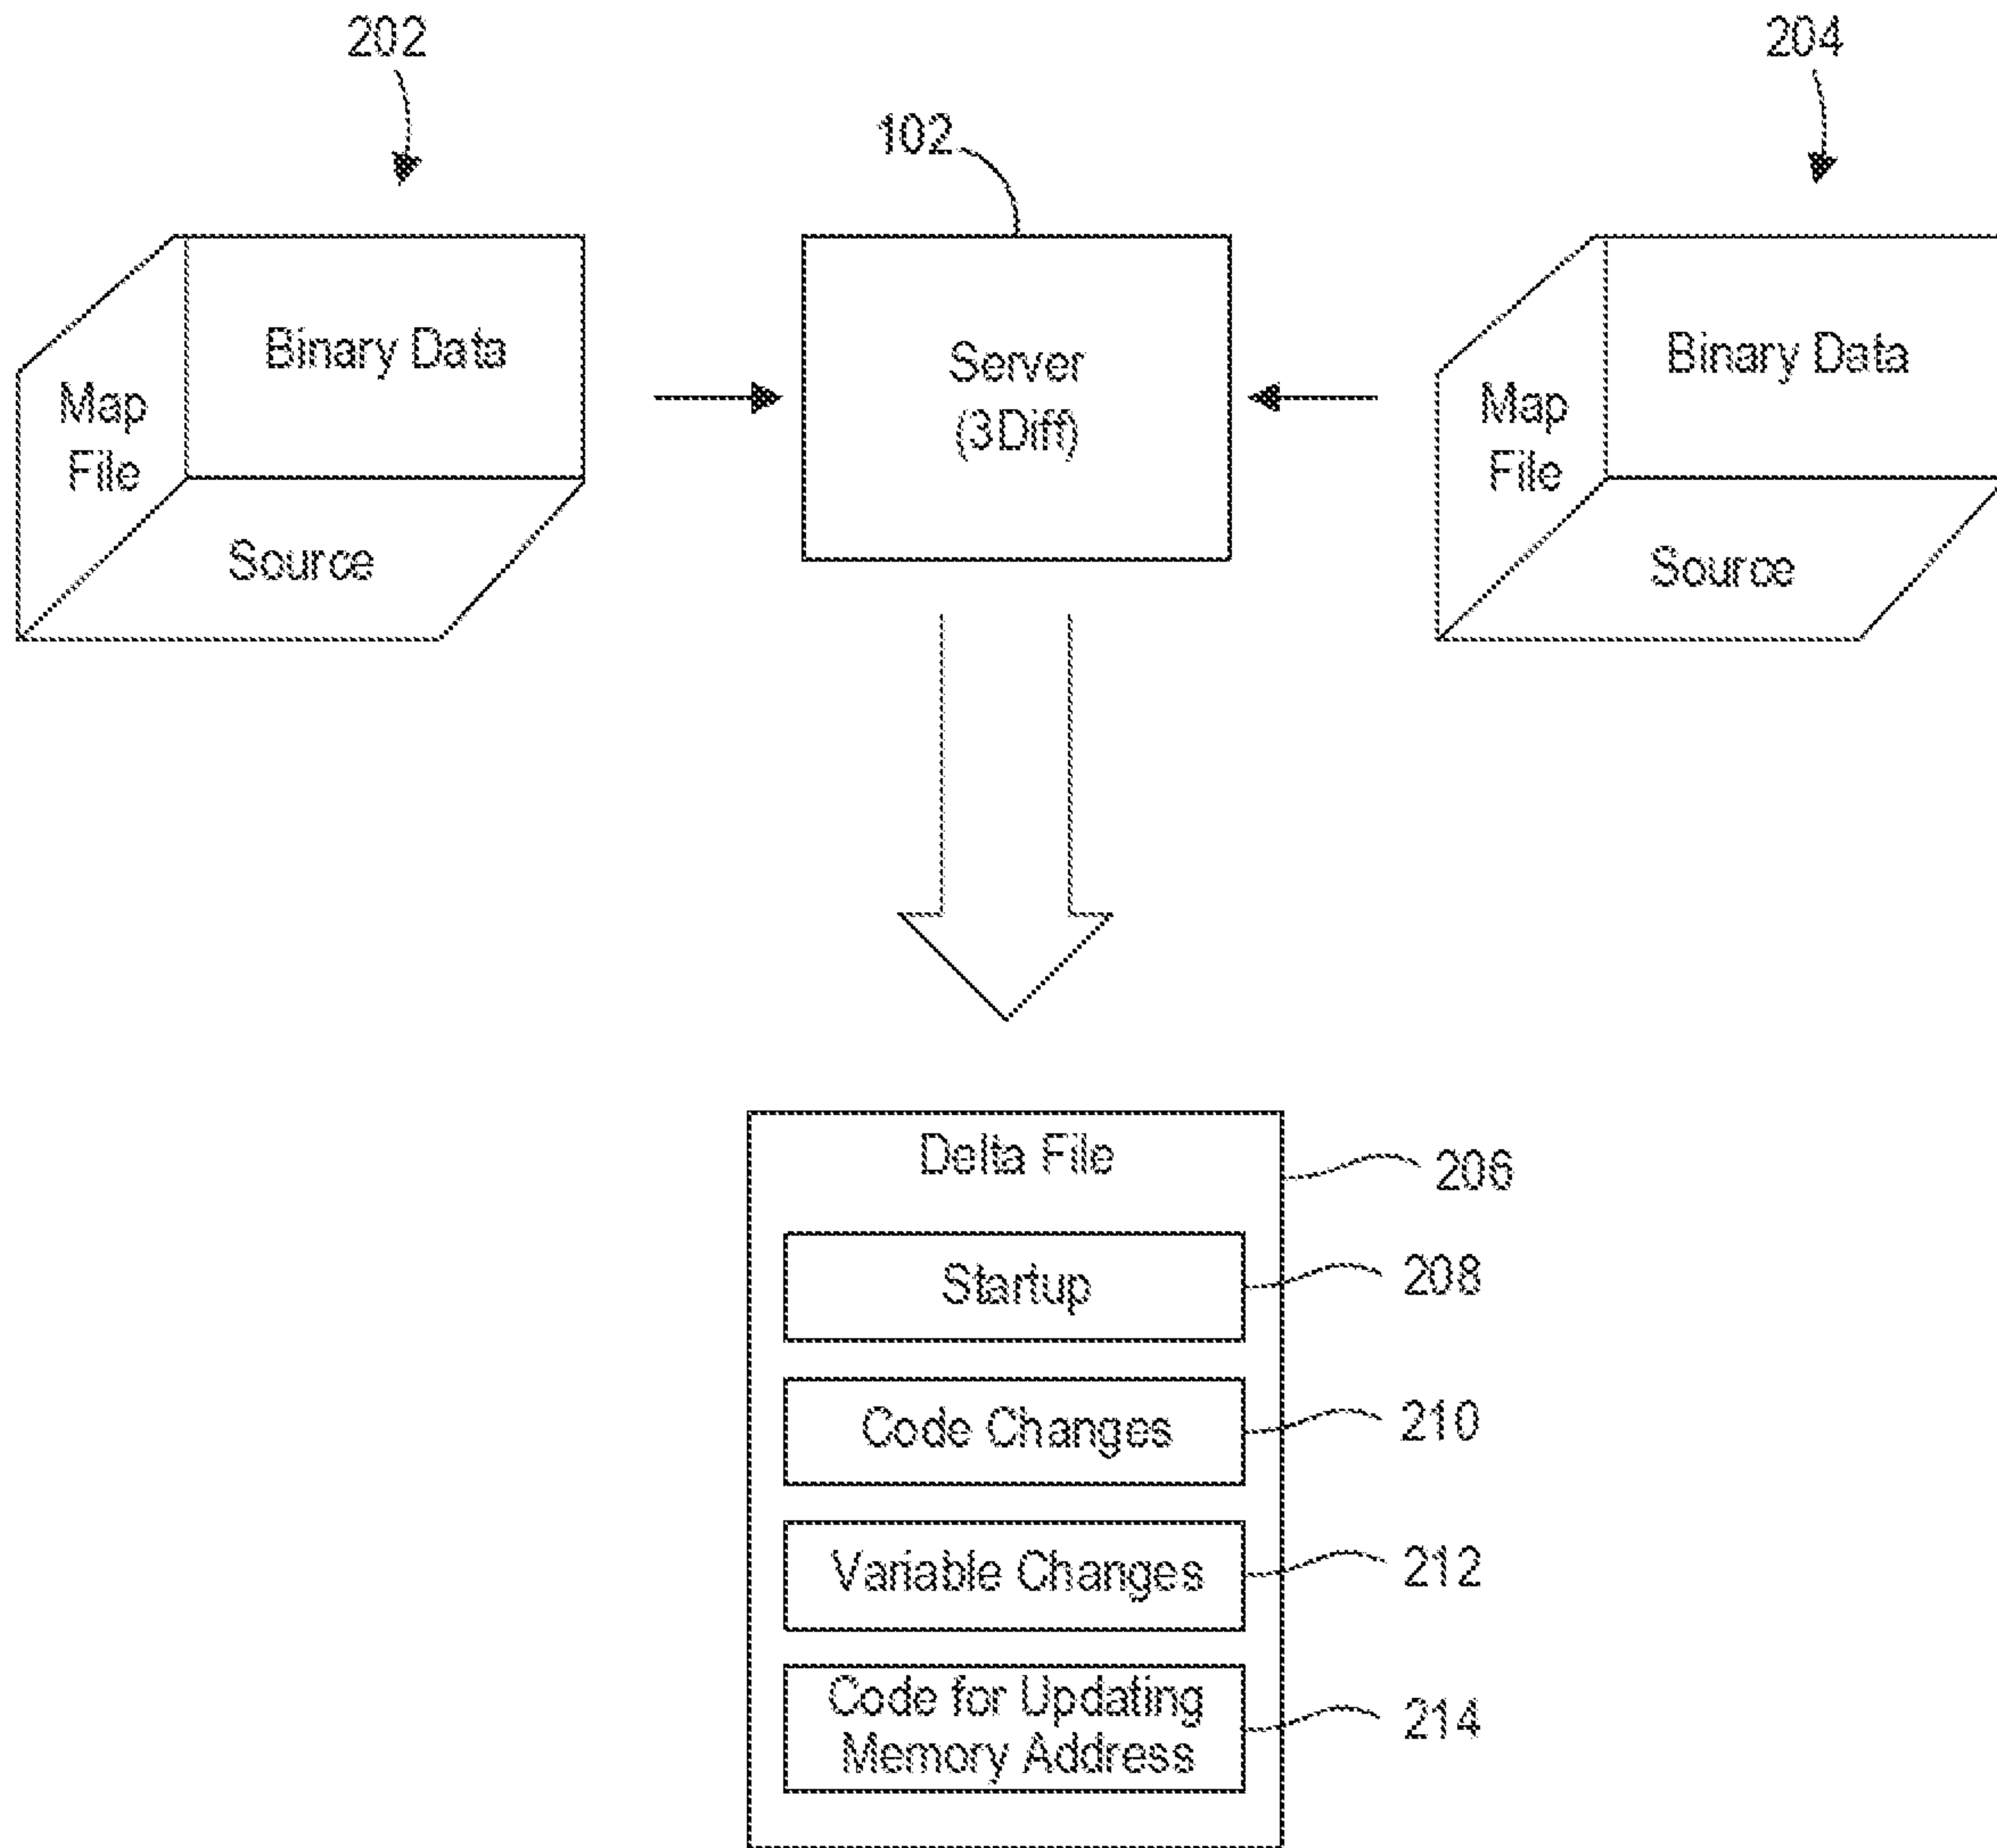 202
204
102
Binary Data
Map
File
Source
Server
(3Diff)
Binary Data
Map
File
Source
Delta File
206
Startup
208
Code Changes
210
Variable Changes
212
Code for Updating
Memory Address
214